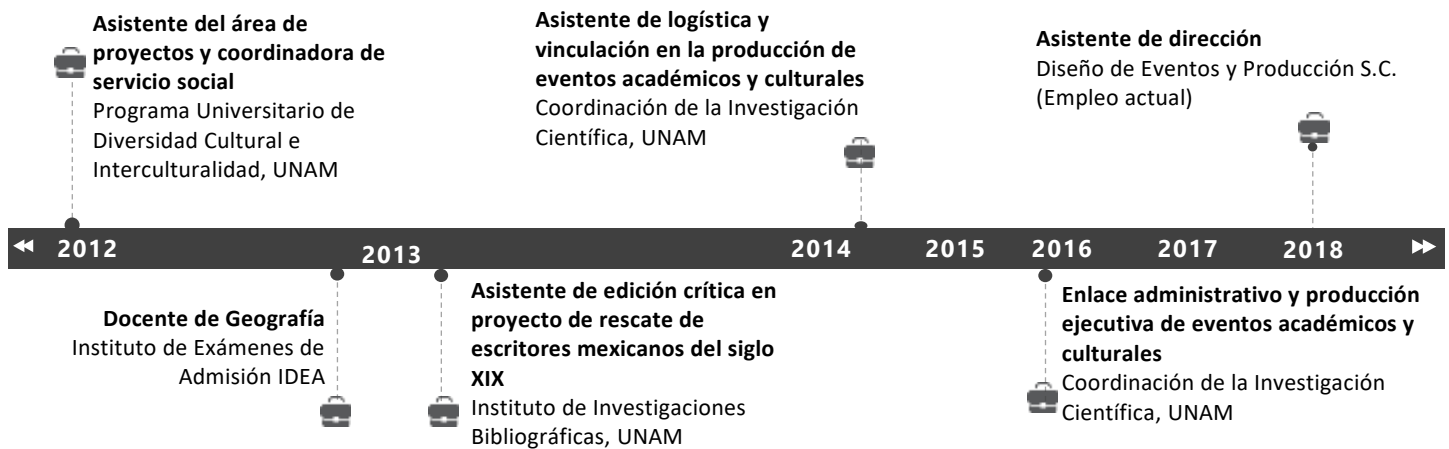 Asistente del área de
proyectos y coordinadora de
servicio social
Programa Universitario de
Diversidad Cultural e
Interculturalidad, UNAM
Asistente de logística y
vinculación en la producción de
eventos académicos y culturales
Coordinación de la Investigación
Científica, UNAM
Asistente de dirección
Diseño de Eventos y Producción S.C.
(Empleo actual)
2012 2013 2014 2015 2016 2017 2018
Docente de Geografía
Instituto de Exámenes de
Admisión IDEA
Asistente de edición crítica en
proyecto de rescate de
escritores mexicanos del siglo
XIX
Instituto de Investigaciones
Bibliográficas, UNAM
Enlace administrativo y producción
ejecutiva de eventos académicos y
culturales
Coordinación de la Investigación
Científica, UNAM